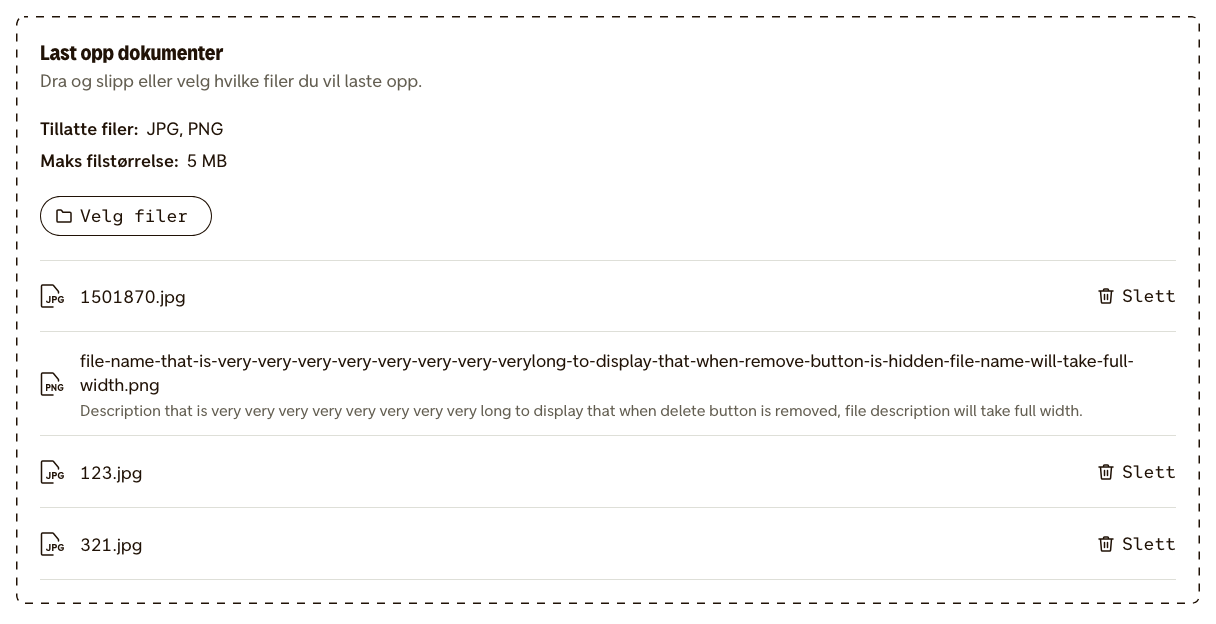 Last opp dokumenter
Dra og slipp eller velg hvilke filer du vil laste opp.
Tillatte filer: JPG, PNG
Maks filstørrelse: 5 MB
Velg filer
JPG 1501870.jpg Slett
file-name-that-is-very-very-very-very-very-very-very-verylong-to-display-that-when-remove-button-is-hidden-file-name-will-take-full-
PNG width.png
Description that is very very very very very very very very long to display that when delete button is removed, file description will take full width.
JPG 123.jpg Slett
JPG 321.jpg Slett